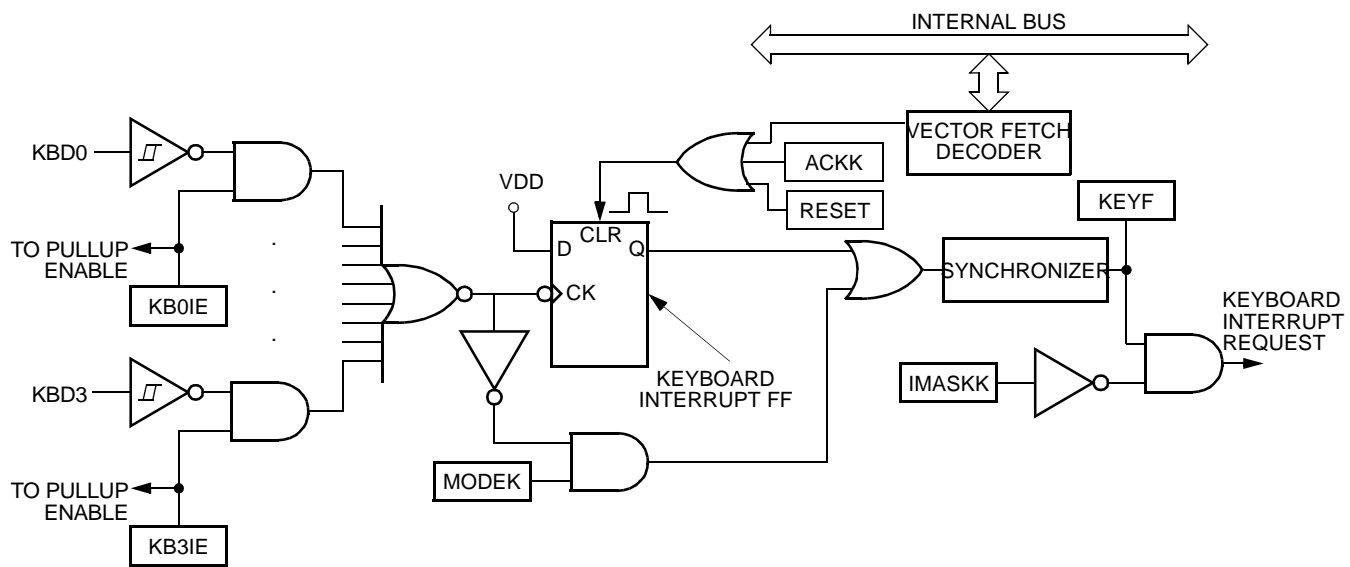 INTERNAL BUS
VECTOR FETCH
DECODER
KBD0
ACKK
RESET
VDD
KEYF
TO PULLUP
ENABLE
D
CLR
Q
SYNCHRONIZER
KB0IE
CK
KEYBOARD
INTERRUPT
REQUEST
KBD3
KEYBOARD
INTERRUPT FF
IMASKK
MODEK
TO PULLUP
ENABLE
KB3IE